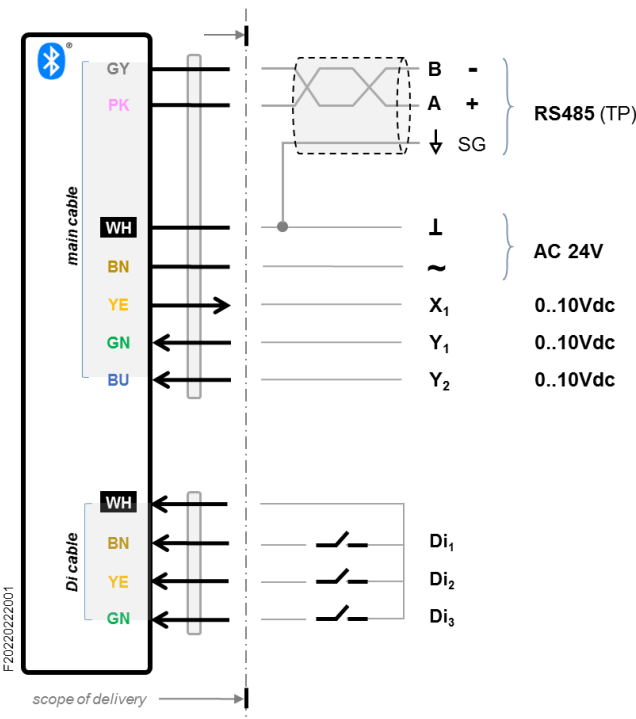 ®
GY B -
PK A +
RS485 (TP)
SG
main cable
WH ⊥
AC 24V
BN ~
YE X₁ 0..10Vdc
GN Y₁ 0..10Vdc
BU Y₂ 0..10Vdc
Di cable
WH
BN Di₁
YE Di₂
GN Di₃
F20220222001
scope of delivery